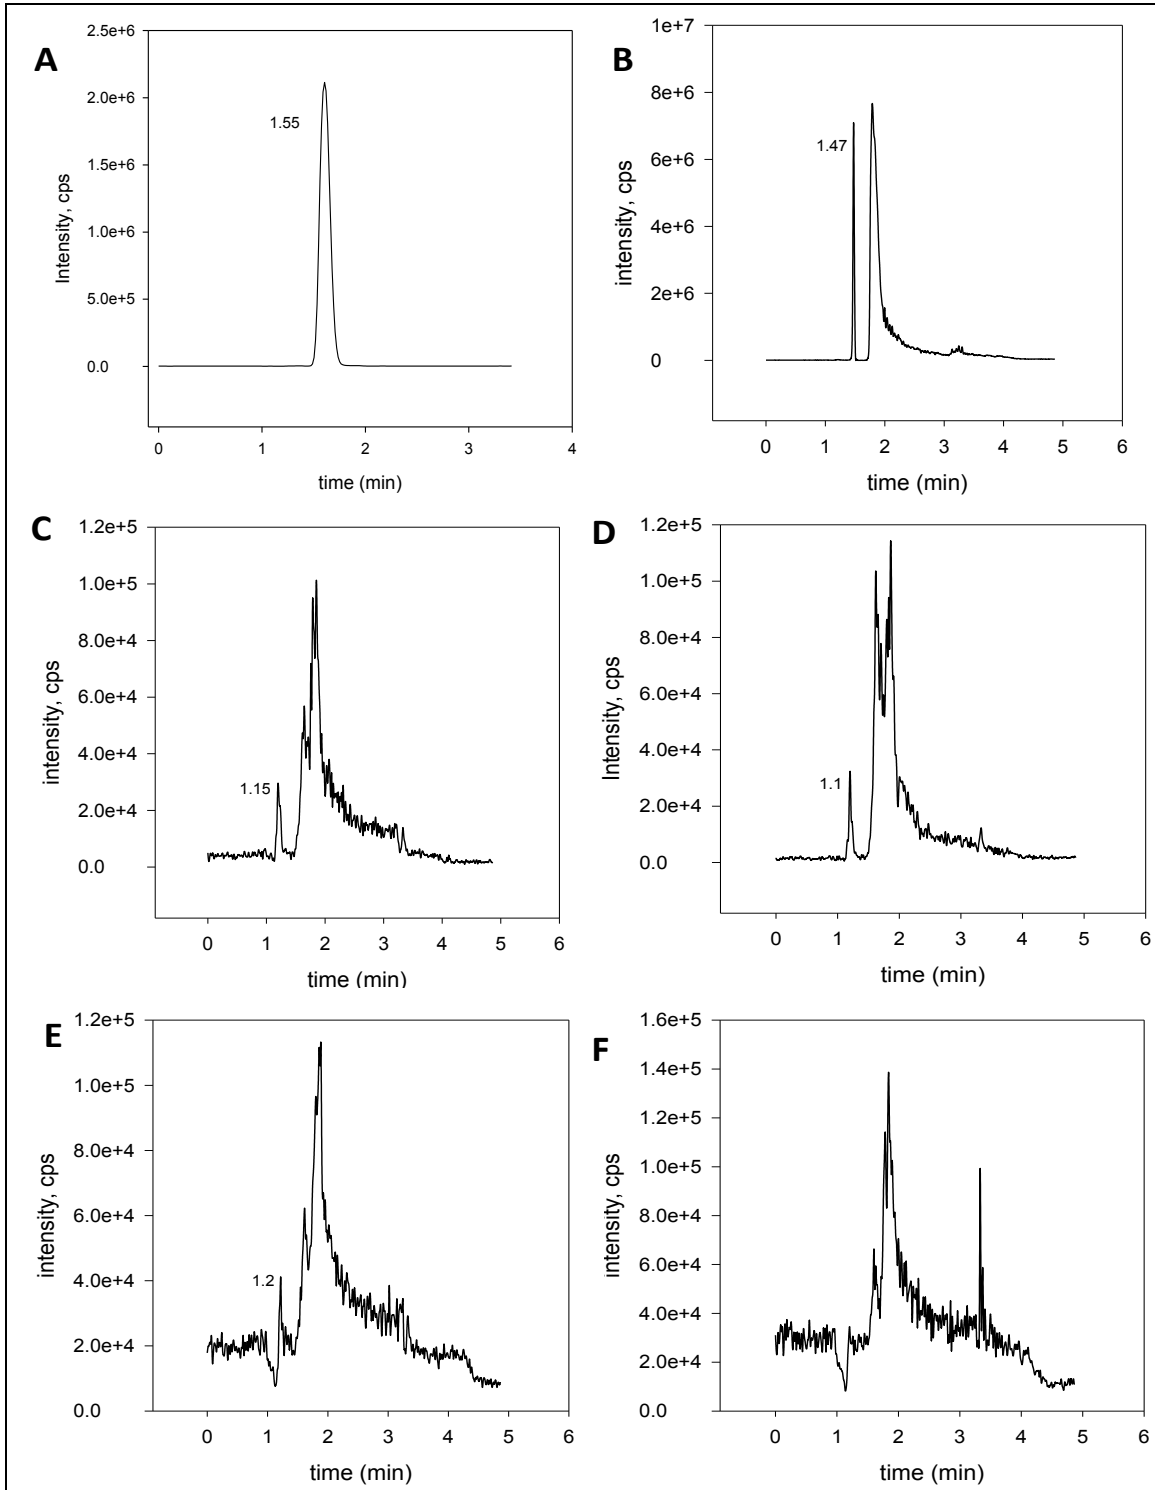 A
2.5e+6
2.0e+6
1.5e+6
1.0e+6
5.0e+5
0.0
Intensity, cps
1.55
0 1 2 3 4
time (min)
B
1e+7
8e+6
6e+6
4e+6
2e+6
0
intensity, cps
1.47
0 1 2 3 4 5 6
time (min)
C
1.2e+5
1.0e+5
8.0e+4
6.0e+4
4.0e+4
2.0e+4
0.0
intensity, cps
1.15
0 1 2 3 4 5 6
time (min)
D
1.2e+5
1.0e+5
8.0e+4
6.0e+4
4.0e+4
2.0e+4
0.0
Intensity, cps
1.1
0 1 2 3 4 5 6
time (min)
E
1.2e+5
1.0e+5
8.0e+4
6.0e+4
4.0e+4
2.0e+4
0.0
intensity, cps
1.2
0 1 2 3 4 5 6
time (min)
F
1.6e+5
1.4e+5
1.2e+5
1.0e+5
8.0e+4
6.0e+4
4.0e+4
2.0e+4
0.0
intensity, cps
0 1 2 3 4 5 6
time (min)